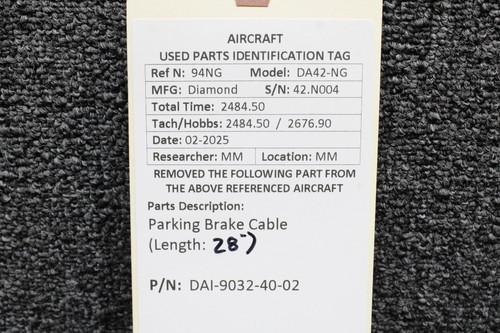 AIRCRAFT
USED PARTS IDENTIFICATION TAG
Ref N: 94NG Model: DA42-NG
MFG: Diamond S/N: 42.N004
Total Time: 2484.50
Tach/Hobbs: 2484.50 / 2676.90
Date: 02-2025
Researcher: MM Location: MM
REMOVED THE FOLLOWING PART FROM
THE ABOVE REFERENCED AIRCRAFT
Parts Description:
Parking Brake Cable
(Length: 28")
P/N: DAI-9032-40-02